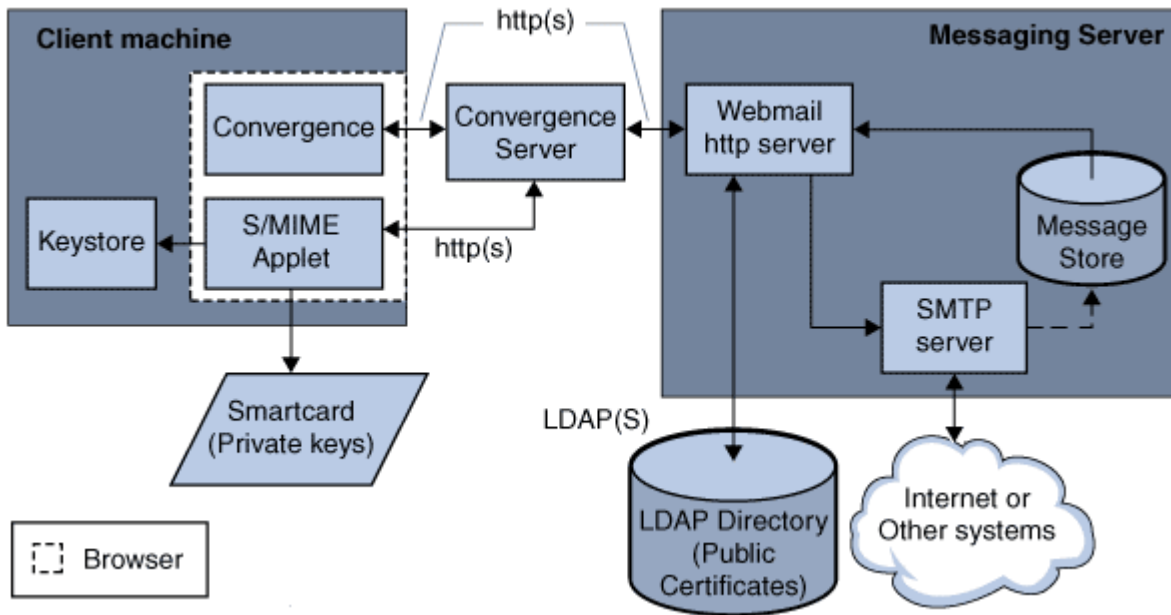 Client machine
http(s)
Messaging Server
Convergence
Convergence
Server
Webmail
http server
Keystore
S/MIME
Applet
http(s)
Message
Store
SMTP
server
Smartcard
(Private keys)
LDAP(S)
LDAP Directory
(Public
Certificates)
Internet or
Other systems
Browser